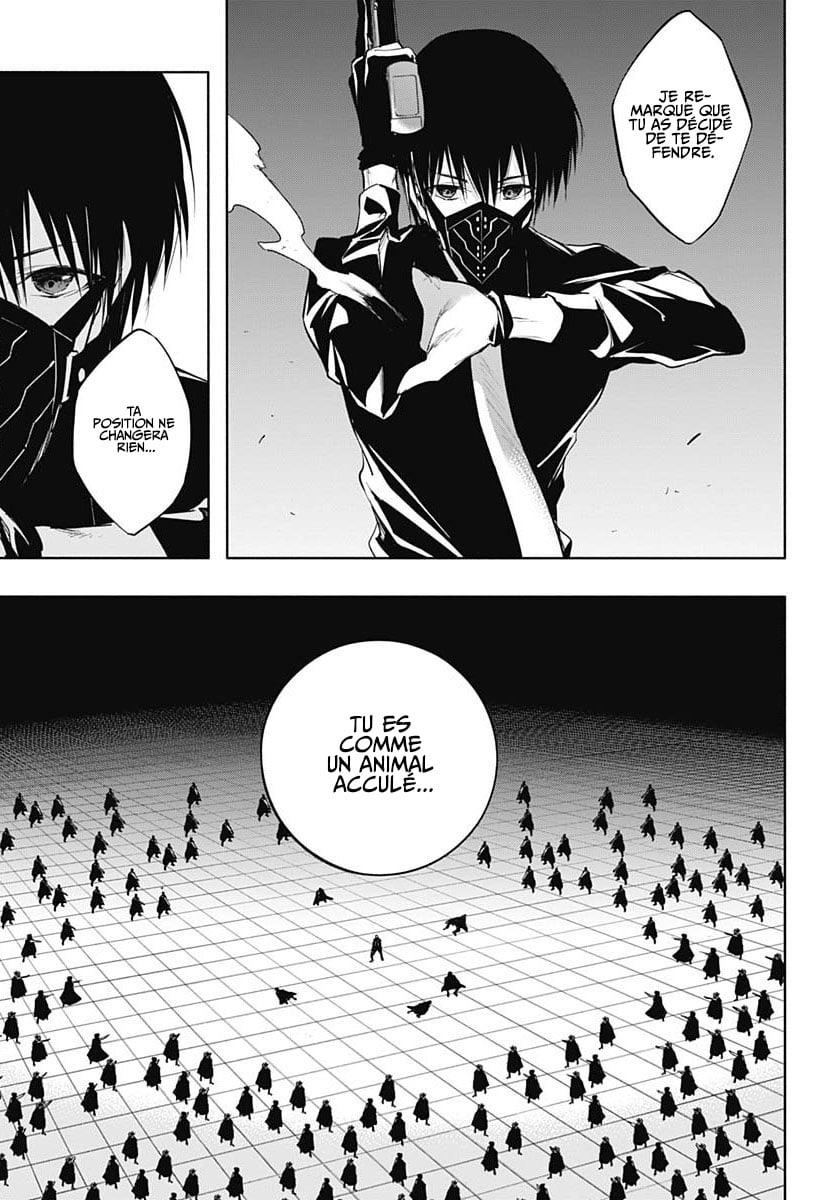 JE RE-
MARQUE QUE
TU AS DÉCIDÉ
DE TE DÉ-
FENDRE.
TA
POSITION NE
CHANGERA
RIEN...
TU ES
COMME
UN ANIMAL
ACCULÉ...